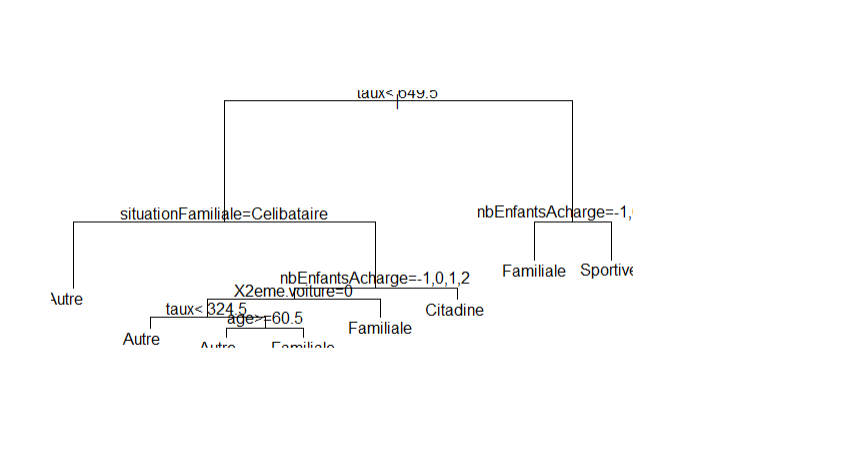 taux< 649.5
situationFamiliale=Celibataire
nbEnfantsAcharge=-1,
nbEnfantsAcharge=-1,0,1,2
X2eme.voiture=0
taux< 324.5
age>=60.5
Familiale
Sportive
Autre
Citadine
Familiale
Autre
Autre
Familiale